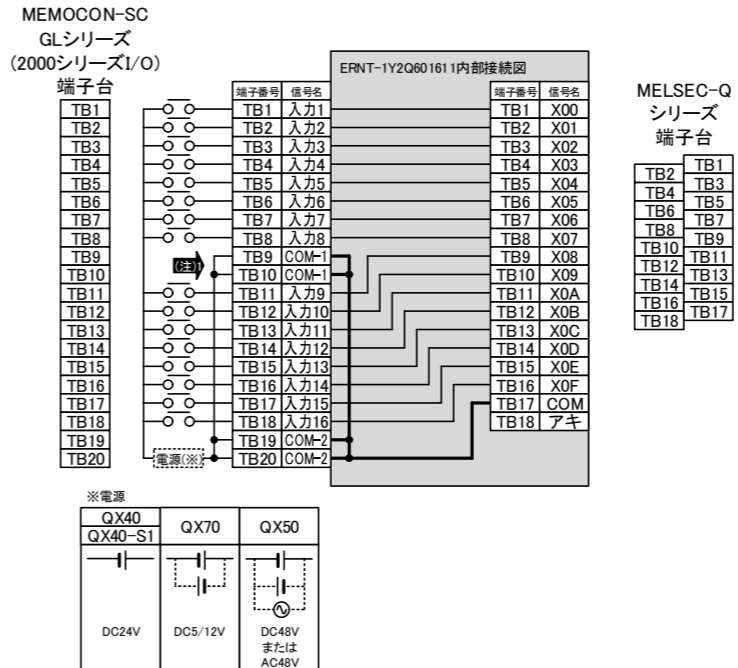 MEMOCON-SC
GLシリーズ
(2000シリーズI/O)
端子台
TB1
TB2
TB3
TB4
TB5
TB6
TB7
TB8
TB9
TB10
TB11
TB12
TB13
TB14
TB15
TB16
TB17
TB18
TB19
TB20
(注)1
電源(※)
ERNT-1Y2Q601611内部接続図
端子番号 信号名
TB1 入力1
TB2 入力2
TB3 入力3
TB4 入力4
TB5 入力5
TB6 入力6
TB7 入力7
TB8 入力8
TB9 COM-1
TB10 COM-1
TB11 入力9
TB12 入力10
TB13 入力11
TB14 入力12
TB15 入力13
TB16 入力14
TB17 入力15
TB18 入力16
TB19 COM-2
TB20 COM-2
端子番号 信号名
TB1 X00
TB2 X01
TB3 X02
TB4 X03
TB5 X04
TB6 X05
TB7 X06
TB8 X07
TB9 X08
TB10 X09
TB11 X0A
TB12 X0B
TB13 X0C
TB14 X0D
TB15 X0E
TB16 X0F
TB17 COM
TB18 アキ
MELSEC-Q
シリーズ
端子台
TB1
TB2
TB3
TB4
TB5
TB6
TB7
TB8
TB9
TB10
TB11
TB12
TB13
TB14
TB15
TB16
TB17
TB18
※電源
QX40
QX40-S1
QX70
QX50
DC24V
DC5/12V
DC48V
または
AC48V